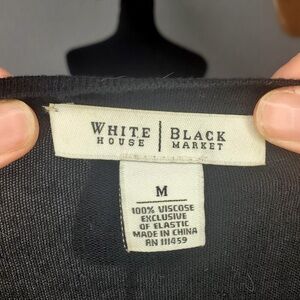 WHITE | BLACK
HOUSE | MARKET
M
100% VISCOSE
EXCLUSIVE
OF ELASTIC
MADE IN CHINA
RN 111459